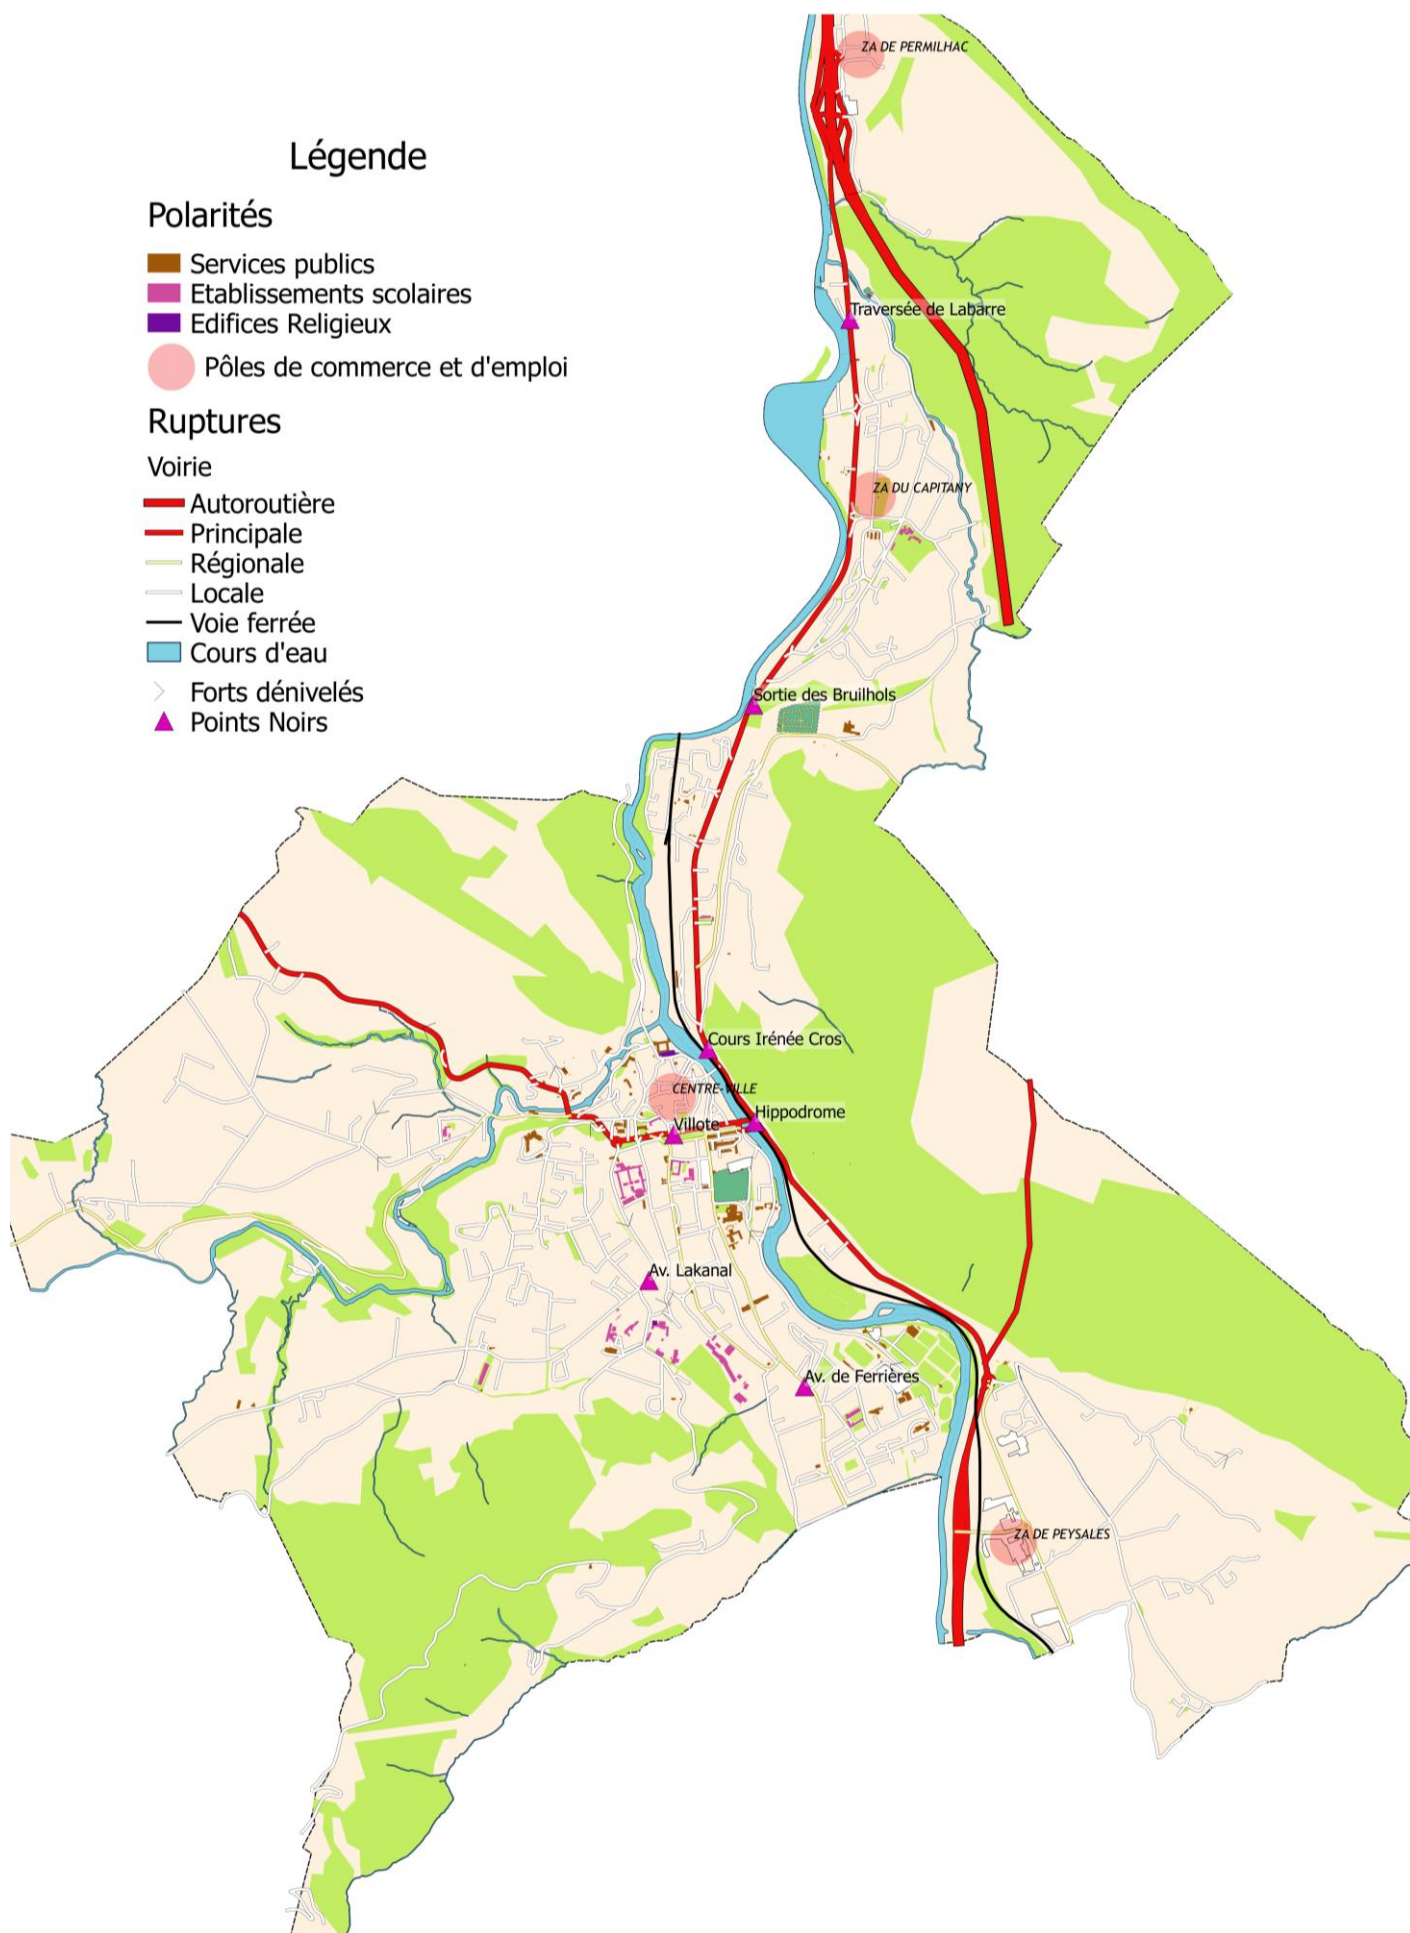 ZA DE PERMILHAC
Légende
Polarités
Services publics
Etablissements scolaires
Edifices Religieux
Traversée de Labarre
Pôles de commerce et d'emploi
Ruptures
Voirie
ZA DU CAPITANY
Autoroutière
Principale
Régionale
Locale
Voie ferrée
Cours d'eau
Forts dénivelés
Sortie des Bruilhols
Points Noirs
Cours Irénée Cros
CENTRE-VILLE
Hippodrome
Villote
Av. Lakanal
Av. de Ferrières
ZA DE PEYSALES